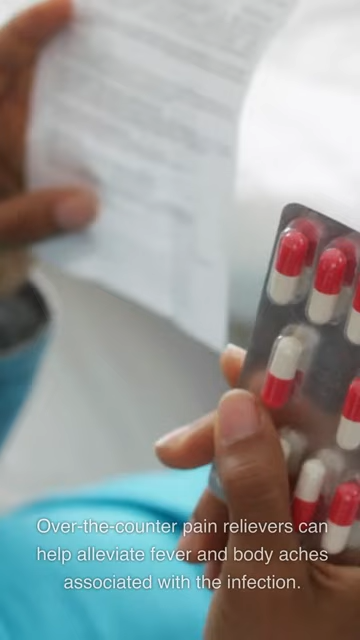 Over-the-counter pain relievers can
help alleviate fever and body aches
associated with the infection.